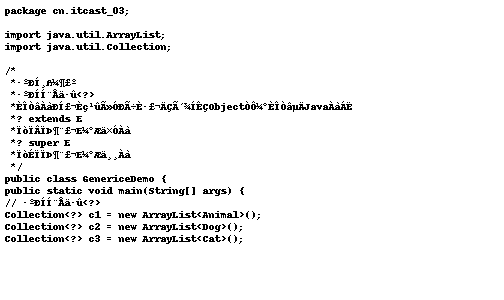 package cn.itcast_03;
import java.util.ArrayList;
import java.util.Collection;
/*
*·ºÐÍ¸ß¼¶£º
*·ºÐÍÍ¨Åä·û<?>
*ÈÎÒâÀàÐÍ£¬Èç¹ûÃ»ÓÐÃ÷È·£¬ÄÇÃ´¾ÍÊÇObjectÒÔ¼°ÈÎÒâµÄJavaÀàÁË
*? extends E
*ÏòÏÂÏÞ¶¨£¬E¼°Æä×ÓÀà
*? super E
*ÏòÉÏÏÞ¶¨£¬E¼°Æä¸¸Àà
*/
public class GenericeDemo {
public static void main(String[] args) {
// ·ºÐÍÍ¨Åä·û<?>
Collection<?> c1 = new ArrayList<Animal>();
Collection<?> c2 = new ArrayList<Dog>();
Collection<?> c3 = new ArrayList<Cat>();